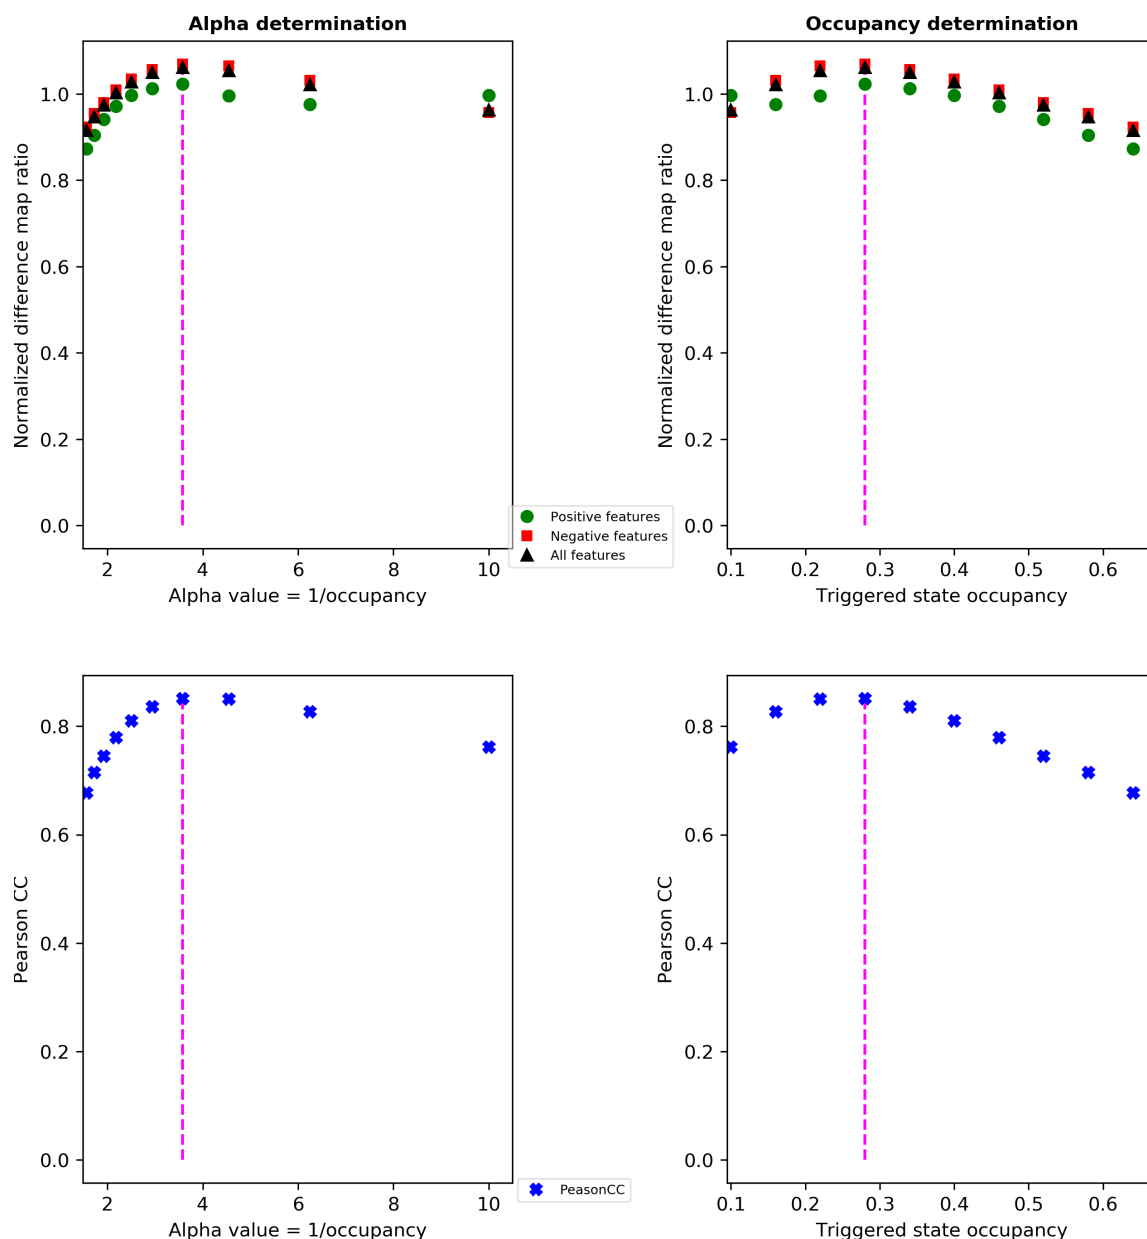 Alpha determination
Normalized difference map ratio
1.0
0.8
0.6
0.4
0.2
0.0
2 4 6 8 10
Alpha value = 1/occupancy
Positive features
Negative features
All features
Occupancy determination
Normalized difference map ratio
1.0
0.8
0.6
0.4
0.2
0.0
0.1 0.2 0.3 0.4 0.5 0.6
Triggered state occupancy
Pearson CC
0.8
0.6
0.4
0.2
0.0
2 4 6 8 10
Alpha value = 1/occupancy
PeasonCC
Pearson CC
0.8
0.6
0.4
0.2
0.0
0.1 0.2 0.3 0.4 0.5 0.6
Triggered state occupancy